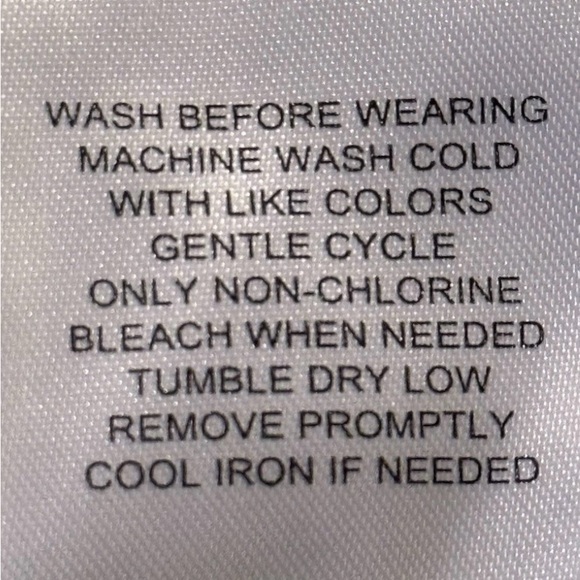 WASH BEFORE WEARING
MACHINE WASH COLD
WITH LIKE COLORS
GENTLE CYCLE
ONLY NON-CHLORINE
BLEACH WHEN NEEDED
TUMBLE DRY LOW
REMOVE PROMPTLY
COOL IRON IF NEEDED